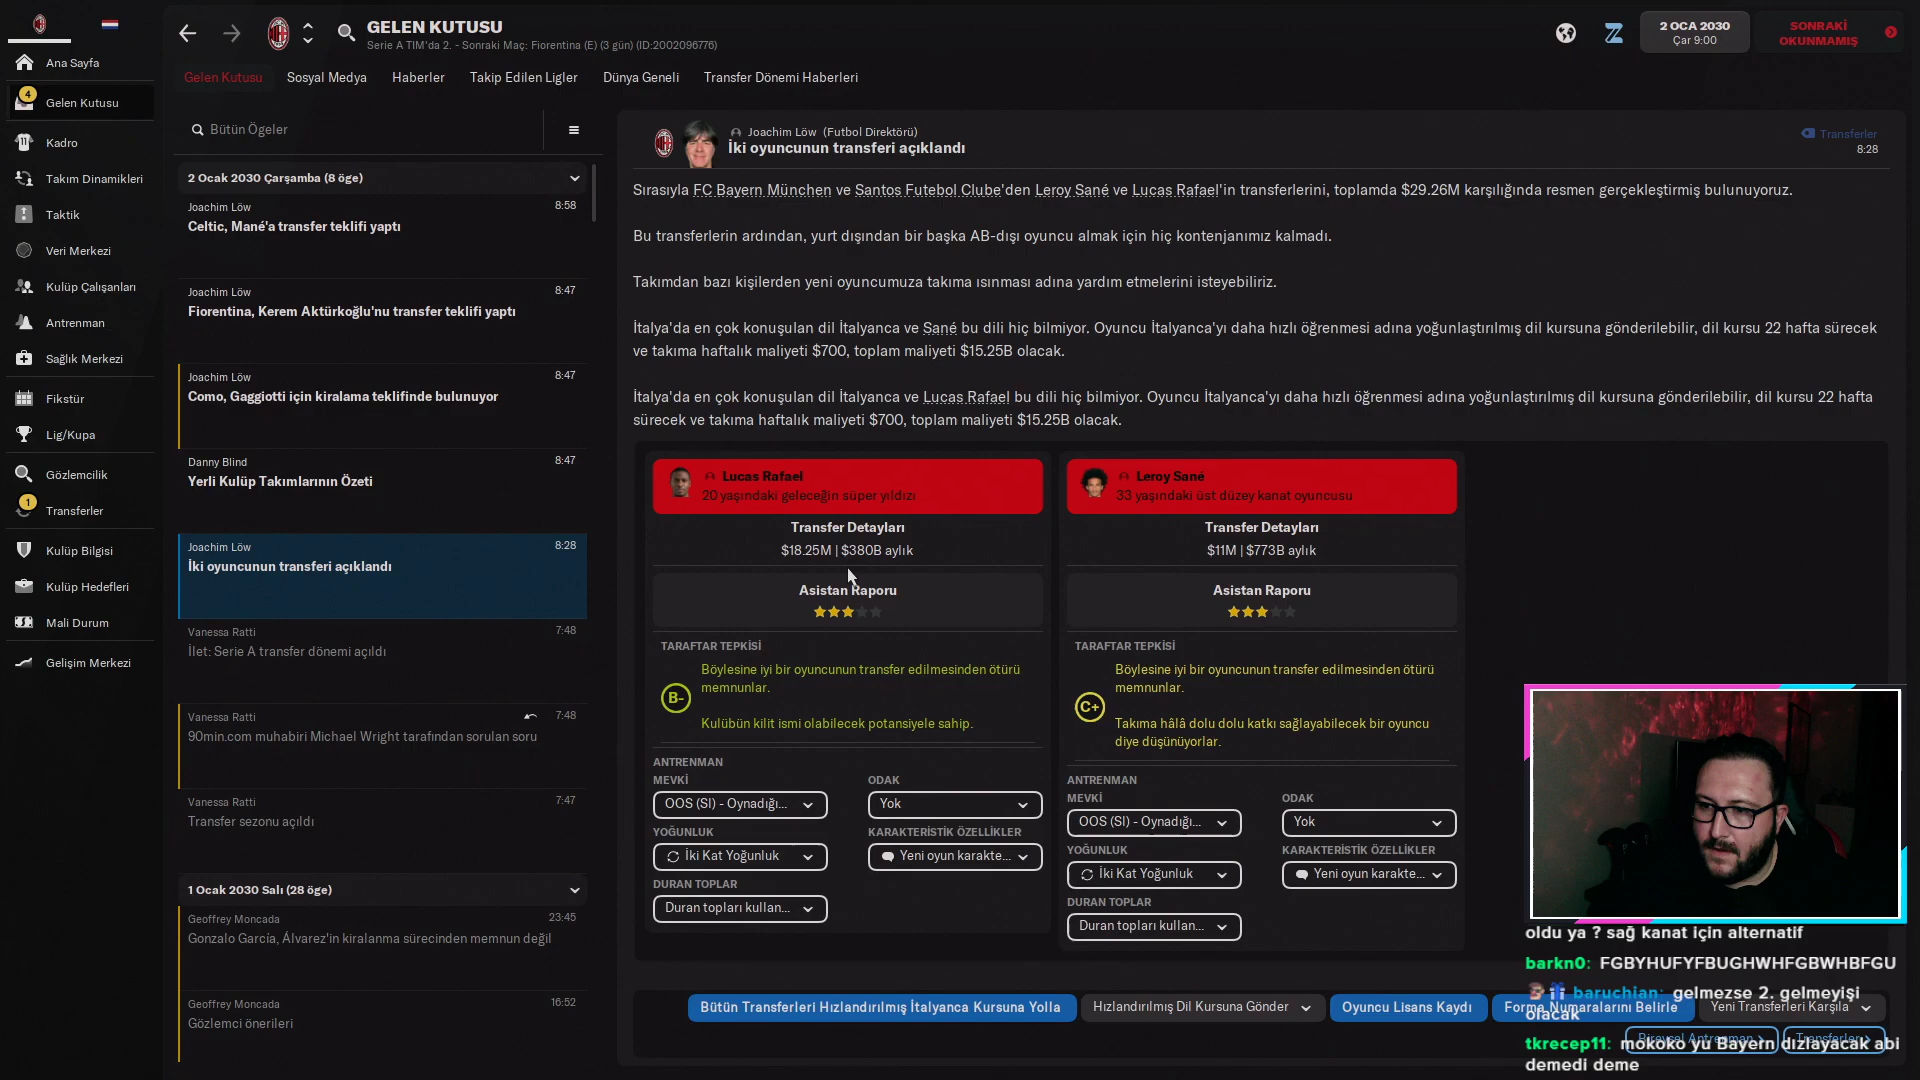 GELEN KUTUSU
Serie A TIM'da 2. - Sonraki Maç: Fiorentina (E) (3 gün) (ID:2002096776)
2 OCA 2030
Çar 9:00
SONRAKİ
OKUNMAMIŞ
Gelen Kutusu
Sosyal Medya
Haberler
Takip Edilen Ligler
Dünya Geneli
Transfer Dönemi Haberleri
Ana Sayfa
4
Gelen Kutusu
11
Kadro
Takım Dinamikleri
Taktik
Veri Merkezi
Kulüp Çalışanları
Antrenman
Sağlık Merkezi
Fikstür
Lig/Kupa
Gözlemcilik
1
Transferler
Kulüp Bilgisi
Kulüp Hedefleri
Mali Durum
Gelişim Merkezi
Bütün Ögeler
2 Ocak 2030 Çarşamba (8 öge)
Joachim Löw 8:58
Celtic, Mané'a transfer teklifi yaptı
Joachim Löw 8:47
Fiorentina, Kerem Aktürkoğlu'nu transfer teklifi yaptı
Joachim Löw 8:47
Como, Gaggiotti için kiralama teklifinde bulunuyor
Danny Blind 8:47
Yerli Kulüp Takımlarının Özeti
Joachim Löw 8:28
İki oyuncunun transferi açıklandı
Vanessa Ratti 7:48
İlet: Serie A transfer dönemi açıldı
Vanessa Ratti 7:48
90min.com muhabiri Michael Wright tarafından sorulan soru
Vanessa Ratti 7:47
Transfer sezonu açıldı
1 Ocak 2030 Salı (28 öge)
Geoffrey Moncada 23:45
Gonzalo García, Álvarez'in kiralanma sürecinden memnun değil
Geoffrey Moncada 16:52
Gözlemci önerileri
Joachim Löw (Futbol Direktörü)
İki oyuncunun transferi açıklandı
Transferler
8:28
Sırasıyla FC Bayern München ve Santos Futebol Clube'den Leroy Sané ve Lucas Rafael'in transferlerini, toplamda $29.26M karşılığında resmen gerçekleştirmiş bulunuyoruz.
Bu transferlerin ardından, yurt dışından bir başka AB-dışı oyuncu almak için hiç kontenjanımız kalmadı.
Takımdan bazı kişilerden yeni oyuncumuza takıma ısınması adına yardım etmelerini isteyebiliriz.
İtalya'da en çok konuşulan dil İtalyanca ve Sané bu dili hiç bilmiyor. Oyuncu İtalyanca'yı daha hızlı öğrenmesi adına yoğunlaştırılmış dil kursuna gönderilebilir, dil kursu 22 hafta sürecek
ve takıma haftalık maliyeti $700, toplam maliyeti $15.25B olacak.
İtalya'da en çok konuşulan dil İtalyanca ve Lucas Rafael bu dili hiç bilmiyor. Oyuncu İtalyanca'yı daha hızlı öğrenmesi adına yoğunlaştırılmış dil kursuna gönderilebilir, dil kursu 22 hafta
sürecek ve takıma haftalık maliyeti $700, toplam maliyeti $15.25B olacak.
Lucas Rafael
20 yaşındaki geleceğin süper yıldızı
Transfer Detayları
$18.25M | $380B aylık
Asistan Raporu
TARAFTAR TEPKİSİ
B-
Böylesine iyi bir oyuncunun transfer edilmesinden ötürü
memnunlar.
Kulübün kilit ismi olabilecek potansiyele sahip.
ANTRENMAN
MEVKİ
ODAK
OOS (Sl) - Oynadığı...
Yok
YOĞUNLUK
KARAKTERİSTİK ÖZELLİKLER
İki Kat Yoğunluk
Yeni oyun karakte...
DURAN TOPLAR
Duran topları kullan...
Leroy Sané
33 yaşındaki üst düzey kanat oyuncusu
Transfer Detayları
$11M | $773B aylık
Asistan Raporu
TARAFTAR TEPKİSİ
C+
Böylesine iyi bir oyuncunun transfer edilmesinden ötürü
memnunlar.
Takıma hâlâ dolu dolu katkı sağlayabilecek bir oyuncu
diye düşünüyorlar.
ANTRENMAN
MEVKİ
ODAK
OOS (Sl) - Oynadığı...
Yok
YOĞUNLUK
KARAKTERİSTİK ÖZELLİKLER
İki Kat Yoğunluk
Yeni oyun karakte...
DURAN TOPLAR
Duran topları kullan...
Bütün Transferleri Hızlandırılmış İtalyanca Kursuna Yolla
Hızlandırılmış Dil Kursuna Gönder
Oyuncu Lisans Kaydı
Forma Numaralarını Belirle
Yeni Transferleri Karşıla
Bireysel Antrenman >
Transferler >
oldu ya ? sağ kanat için alternatif
barkn0: FGBYHUFYFBUGHWHFGBWHBFGU
baruchian: gelmezse 2. gelmeyişi
olacak
tkrecep11: mokoko yu Bayern dızlayacak abi
demedi deme